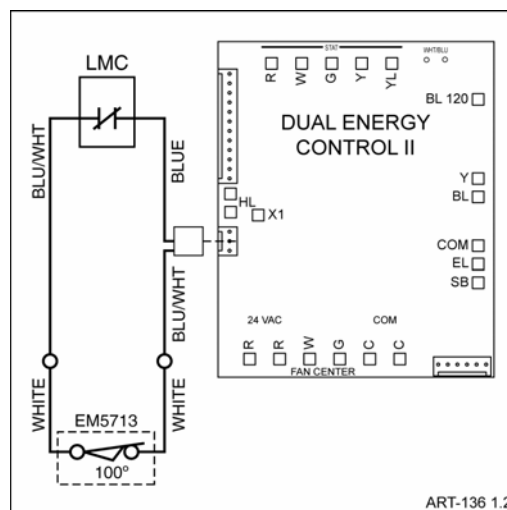 LMC
BLU/WHT
BLUE
BLU/WHT
WHITE
WHITE
EM5713
100°
STAT
R W G Y YL
WHT/BLU
BL 120
DUAL ENERGY
CONTROL II
Y
BL
HL
X1
COM
EL
SB
24 VAC COM
R R W G C C
FAN CENTER
ART-136 1.2